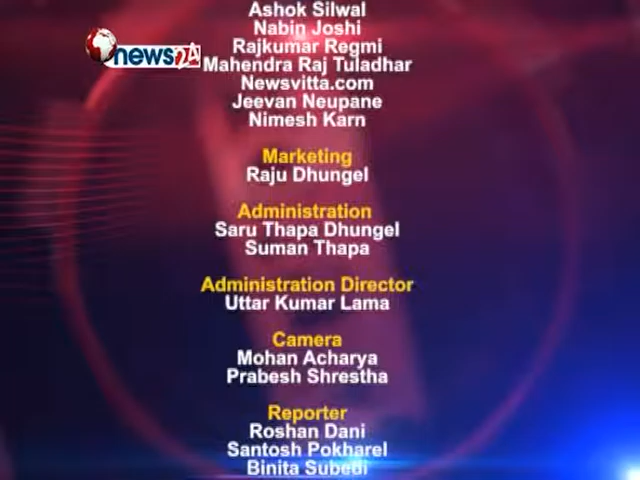 Ashok Silwal
Nabin Joshi
Rajkumar Regmi
news24
Mahendra Raj Tuladhar
Newsvitta.com
Jeevan Neupane
Nimesh Karn
Marketing
Raju Dhungel
Administration
Saru Thapa Dhungel
Suman Thapa
Administration Director
Uttar Kumar Lama
Camera
Mohan Acharya
Prabesh Shrestha
Reporter
Roshan Dani
Santosh Pokharel
Binita Subedi